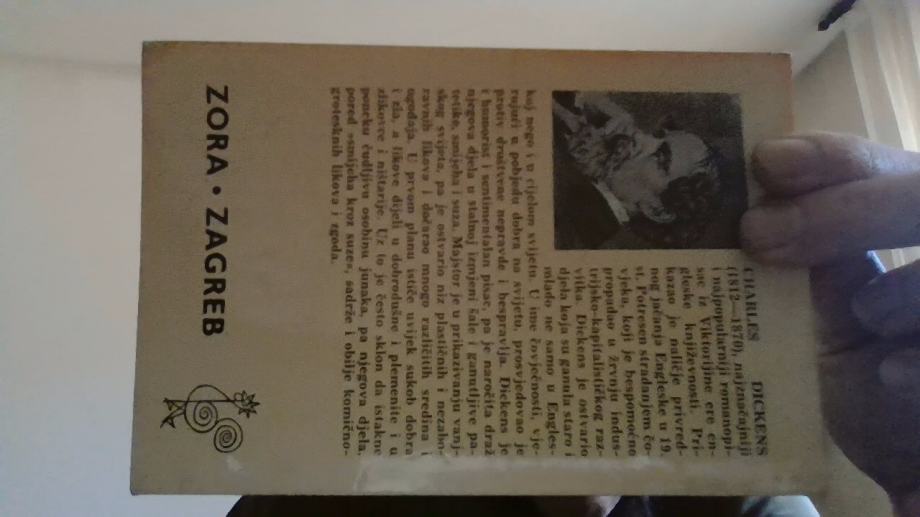 CHARLES DICKENS
(1812—1870), najznačajniji
i najpopularniji romanopi-
sac iz Viktorijine ere en-
gleske književnosti. Pri-
kazao je naličje privred-
nog jačanja Engleske u 19.
st. Potresen stradanjem čo-
vjeka, koji je bespomoćno
propadao u žrvnju indus-
trijsko-kapitalističkog raz-
vitka, Dickens je ostvario
djela koja su ganula staro i
mlado ne samo u Engles-
koj nego i u cijelom svijetu. U ime čovječnosti, vje-
rujući u pobjedu dobra na svijetu, prosvjedovao je
protiv društvene nepravde i bespravlja. Dickens je
i humorist i sentimentalan pisac, pa je naročita draž
njegova djela u stalnoj izmjeni šale i ganutljive pa-
tetike, smijeha i suza. Majstor je u prikazivanju vanj-
skog svijeta, pa je ostvario niz plastičnih i nezabo-
ravnih likova i dočarao mnogo različitih sredina i
događaja. U prvom planu ističe uvijek sukob dobra
i zla, a likove dijeli u dobrodušne i plemenite i u
zlikovce i ništarije. Uz to je često sklon da istakne
poneku čudljivu osobinu junaka, pa njegova djela,
pored »smijeha kroz suze«, sadrže i obilje komično-
grotesknih likova i zgoda.
ZORA • ZAGREB